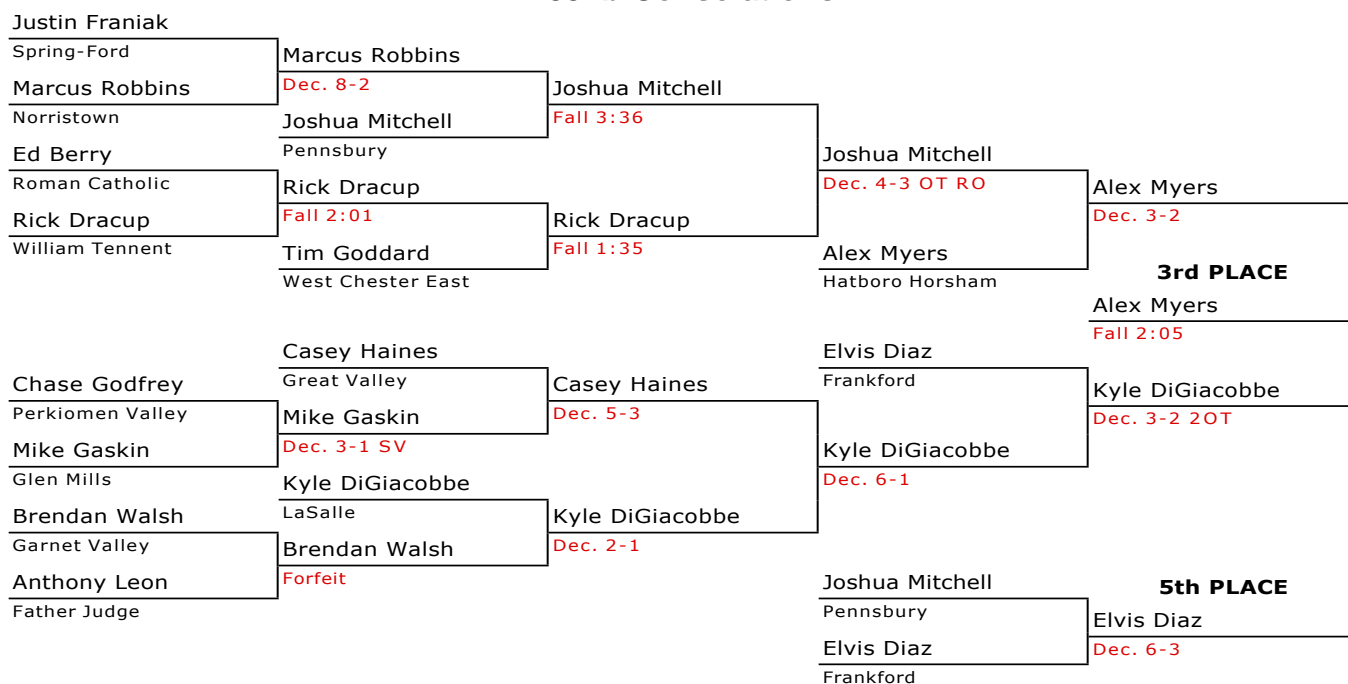 Justin Franiak
Spring-Ford
Marcus Robbins
Marcus Robbins
Dec. 8-2
Joshua Mitchell
Norristown
Joshua Mitchell
Fall 3:36
Ed Berry
Pennsbury
Joshua Mitchell
Roman Catholic
Rick Dracup
Dec. 4-3 OT RO
Alex Myers
Rick Dracup
Fall 2:01
Rick Dracup
Dec. 3-2
William Tennent
Tim Goddard
Fall 1:35
Alex Myers
West Chester East
Hatboro Horsham
3rd PLACE
Alex Myers
Fall 2:05
Casey Haines
Elvis Diaz
Chase Godfrey
Great Valley
Casey Haines
Frankford
Kyle DiGiacobbe
Perkiomen Valley
Mike Gaskin
Dec. 5-3
Dec. 3-2 2OT
Mike Gaskin
Dec. 3-1 SV
Kyle DiGiacobbe
Glen Mills
Kyle DiGiacobbe
Dec. 6-1
Brendan Walsh
LaSalle
Kyle DiGiacobbe
Garnet Valley
Brendan Walsh
Dec. 2-1
Anthony Leon
Forfeit
Joshua Mitchell
5th PLACE
Father Judge
Pennsbury
Elvis Diaz
Elvis Diaz
Dec. 6-3
Frankford